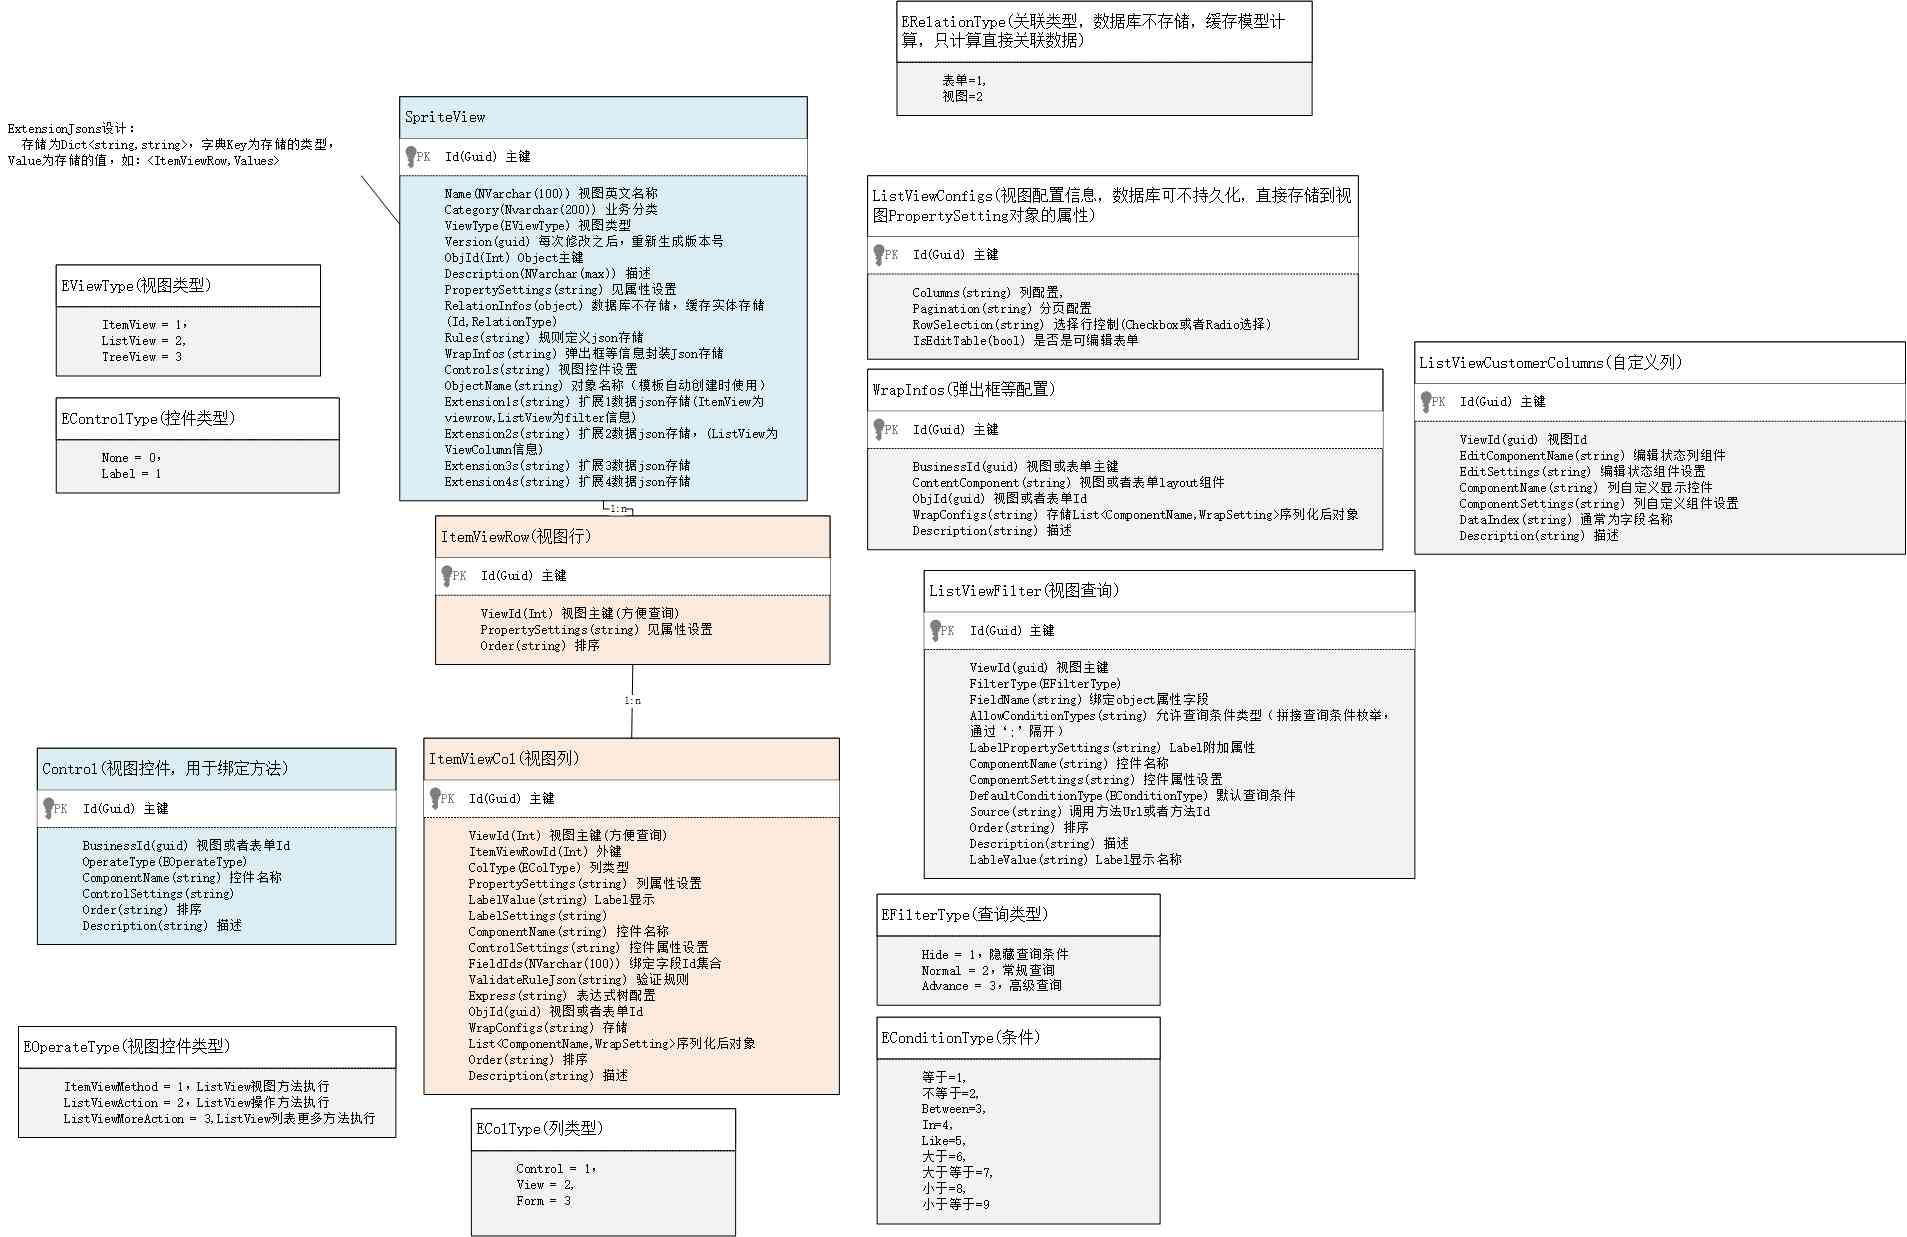 ERelationType(关联类型，数据库不存储，缓存模型计
算，只计算直接关联数据)
表单=1,
视图=2
ExtensionJsons设计：
存储为Dict<string,string>，字典Key为存储的类型，
Value为存储的值，如：<ItemViewRow,Values>
SpriteView
PK Id(Guid) 主键
Name(NVarchar(100)) 视图英文名称
Category(Nvarchar(200)) 业务分类
ViewType(EViewType) 视图类型
Version(guid) 每次修改之后，重新生成版本号
ObjId(Int) Object主键
Description(NVarchar(max)) 描述
PropertySettings(string) 见属性设置
RelationInfos(object) 数据库不存储，缓存实体存储
(Id,RelationType)
Rules(string) 规则定义json存储
WrapInfos(string) 弹出框等信息封装Json存储
Controls(string) 视图控件设置
ObjectName(string) 对象名称（模板自动创建时使用）
Extension1s(string) 扩展1数据json存储(ItemView为
viewrow,ListView为filter信息)
Extension2s(string) 扩展2数据json存储，(ListView为
ViewColumn信息)
Extension3s(string) 扩展3数据json存储
Extension4s(string) 扩展4数据json存储
EViewType(视图类型)
ItemView = 1，
ListView = 2,
TreeView = 3
EControlType(控件类型)
None = 0，
Label = 1
ListViewConfigs(视图配置信息，数据库可不持久化，直接存储到视
图PropertySetting对象的属性)
PK Id(Guid) 主键
Columns(string) 列配置,
Pagination(string) 分页配置
RowSelection(string) 选择行控制(Checkbox或者Radio选择)
IsEditTable(bool) 是否是可编辑表单
WrapInfos(弹出框等配置)
PK Id(Guid) 主键
BusinessId(guid) 视图或表单主键
ContentComponent(string) 视图或者表单layout组件
ObjId(guid) 视图或者表单Id
WrapConfigs(string) 存储List<ComponentName,WrapSetting>序列化后对象
Description(string) 描述
ListViewCustomerColumns(自定义列)
PK Id(Guid) 主键
ViewId(guid) 视图Id
EditComponentName(string) 编辑状态列组件
EditSettings(string) 编辑状态组件设置
ComponentName(string) 列自定义显示控件
ComponentSettings(string) 列自定义组件设置
DataIndex(string) 通常为字段名称
Description(string) 描述
1:n
ItemViewRow(视图行)
PK Id(Guid) 主键
ViewId(Int) 视图主键(方便查询)
PropertySettings(string) 见属性设置
Order(string) 排序
1:n
ListViewFilter(视图查询)
PK Id(Guid) 主键
ViewId(guid) 视图主键
FilterType(EFilterType)
FieldName(string) 绑定object属性字段
AllowConditionTypes(string) 允许查询条件类型（拼接查询条件枚举，
通过‘;’隔开）
LabelPropertySettings(string) Label附加属性
ComponentName(string) 控件名称
ComponentSettings(string) 控件属性设置
DefaultConditionType(EConditionType) 默认查询条件
Source(string) 调用方法Url或者方法Id
Order(string) 排序
Description(string) 描述
LableValue(string) Label显示名称
Control(视图控件，用于绑定方法)
PK Id(Guid) 主键
BusinessId(guid) 视图或者表单Id
OperateType(EOperateType)
ComponentName(string) 控件名称
ControlSettings(string)
Order(string) 排序
Description(string) 描述
ItemViewCol(视图列)
PK Id(Guid) 主键
ViewId(Int) 视图主键(方便查询)
ItemViewRowId(Int) 外键
ColType(EColType) 列类型
PropertySettings(string) 列属性设置
LabelValue(string) Label显示
LabelSettings(string)
ComponentName(string) 控件名称
ControlSettings(string) 控件属性设置
FieldIds(NVarchar(100)) 绑定字段Id集合
ValidateRuleJson(string) 验证规则
Express(string) 表达式树配置
ObjId(guid) 视图或者表单Id
WrapConfigs(string) 存储
List<ComponentName,WrapSetting>序列化后对象
Order(string) 排序
Description(string) 描述
EFilterType(查询类型)
Hide = 1，隐藏查询条件
Normal = 2，常规查询
Advance = 3，高级查询
EOperateType(视图控件类型)
ItemViewMethod = 1，ListView视图方法执行
ListViewAction = 2，ListView操作方法执行
ListViewMoreAction = 3,ListView列表更多方法执行
EConditionType(条件)
等于=1,
不等于=2,
Between=3,
In=4,
Like=5,
大于=6,
大于等于=7,
小于=8,
小于等于=9
EColType(列类型)
Control = 1，
View = 2,
Form = 3